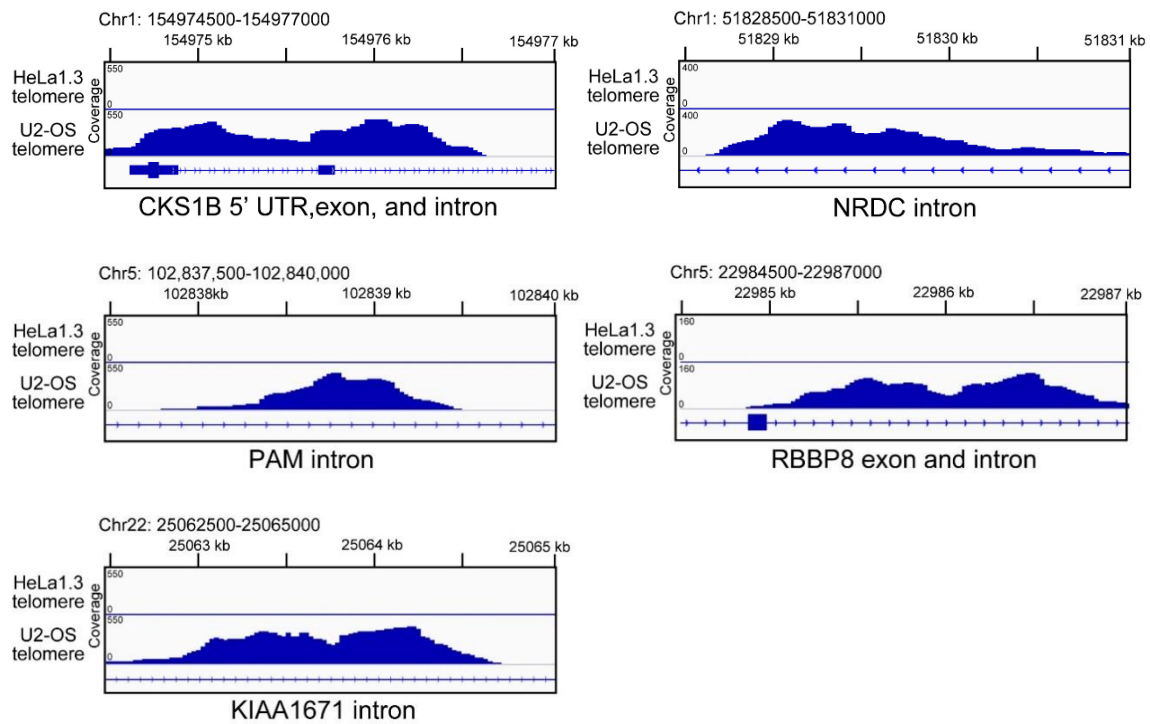 Chr1: 154974500-154977000
154975 kb 154976 kb 154977 kb
HeLa1.3
telomere
U2-OS
telomere
Coverage
550
0
550
CKS1B 5' UTR,exon, and intron
Chr1: 51828500-51831000
51829 kb 51830 kb 51831 kb
HeLa1.3
telomere
U2-OS
telomere
Coverage
400
0
400
0
NRDC intron
Chr5: 102,837,500-102,840,000
102838kb 102839 kb 102840 kb
HeLa1.3
telomere
U2-OS
telomere
Coverage
550
0
550
0
PAM intron
Chr5: 22984500-22987000
22985 kb 22986 kb 22987 kb
HeLa1.3
telomere
U2-OS
telomere
Coverage
160
0
160
0
RBBP8 exon and intron
Chr22: 25062500-25065000
25063 kb 25064 kb 25065 kb
HeLa1.3
telomere
U2-OS
telomere
Coverage
550
0
550
0
KIAA1671 intron